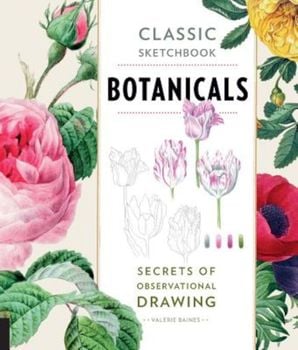 CLASSIC
SKETCHBOOK
BOTANICALS
SECRETS OF
OBSERVATIONAL
DRAWING
VALERIE BAINES